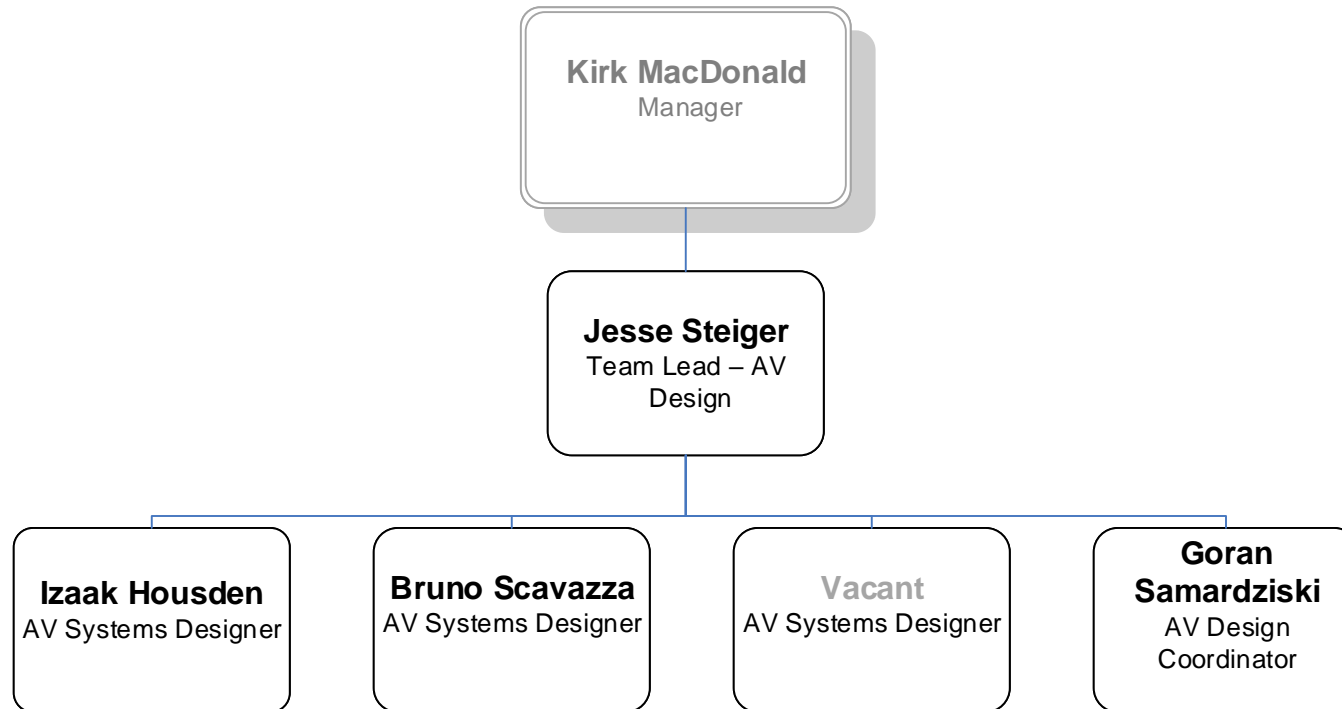 Kirk MacDonald
Manager
Jesse Steiger
Team Lead – AV
Design
Izaak Housden
AV Systems Designer
Bruno Scavazza
AV Systems Designer
Vacant
AV Systems Designer
Goran
Samardziski
AV Design
Coordinator